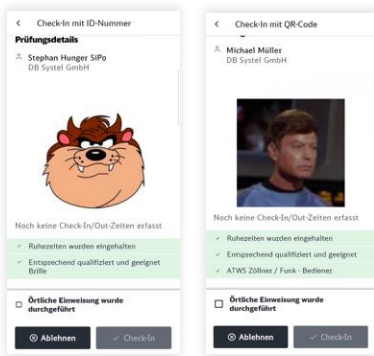 Check-In mit ID-Nummer
Prüfungsdetails
Stephan Hunger SiPo
DB Systel GmbH
Noch keine Check-In/Out-Zeiten erfasst
Ruhezeiten wurden eingehalten
Entsprechend qualifiziert und geeignet
Brille
Örtliche Einweisung wurde
durchgeführt
Ablehnen
Check-In
Check-In mit QR-Code
Michael Müller
DB Systel GmbH
Noch keine Check-In/Out-Zeiten erfasst
Ruhezeiten wurden eingehalten
Entsprechend qualifiziert und geeignet
ATWS Zöllner / Funk - Bediener
Örtliche Einweisung wurde
durchgeführt
Ablehnen
Check-In